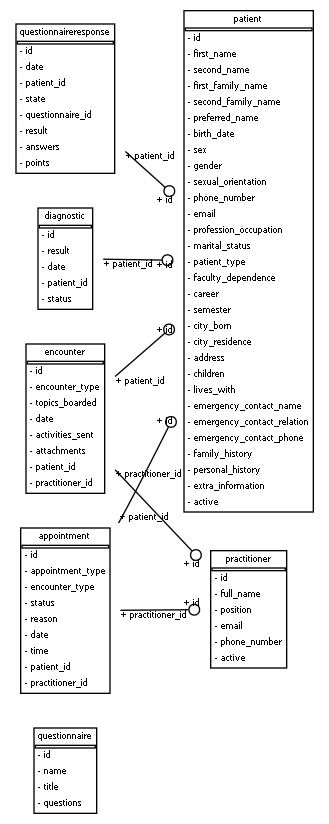 questionnaireresponse
- id
- date
- patient_id
- state
- questionnaire_id
- result
- answers
- points
patient
- id
- first_name
- second_name
- first_family_name
- second_family_name
- preferred_name
- birth_date
- sex
- gender
- sexual_orientation
- phone_number
- email
- profession_occupation
- marital_status
- patient_type
- faculty_dependence
- career
- semester
- city_born
- city_residence
- address
- children
- lives_with
- emergency_contact_name
- emergency_contact_relation
- emergency_contact_phone
- family_history
- personal_history
- extra_information
- active
+ patient_id
+ id
diagnostic
- id
- result
- date
- patient_id
- status
+ patient_id
+ id
+ id
encounter
- id
- encounter_type
- topics_boarded
- date
- activities_sent
- attachments
- patient_id
- practitioner_id
+ patient_id
+ id
+ practitioner_id
+ patient_id
appointment
- id
- appointment_type
- encounter_type
- status
- reason
- date
- time
- patient_id
- practitioner_id
+ id
+ id
+ practitioner_id
practitioner
- id
- full_name
- position
- email
- phone_number
- active
questionnaire
- id
- name
- title
- questions